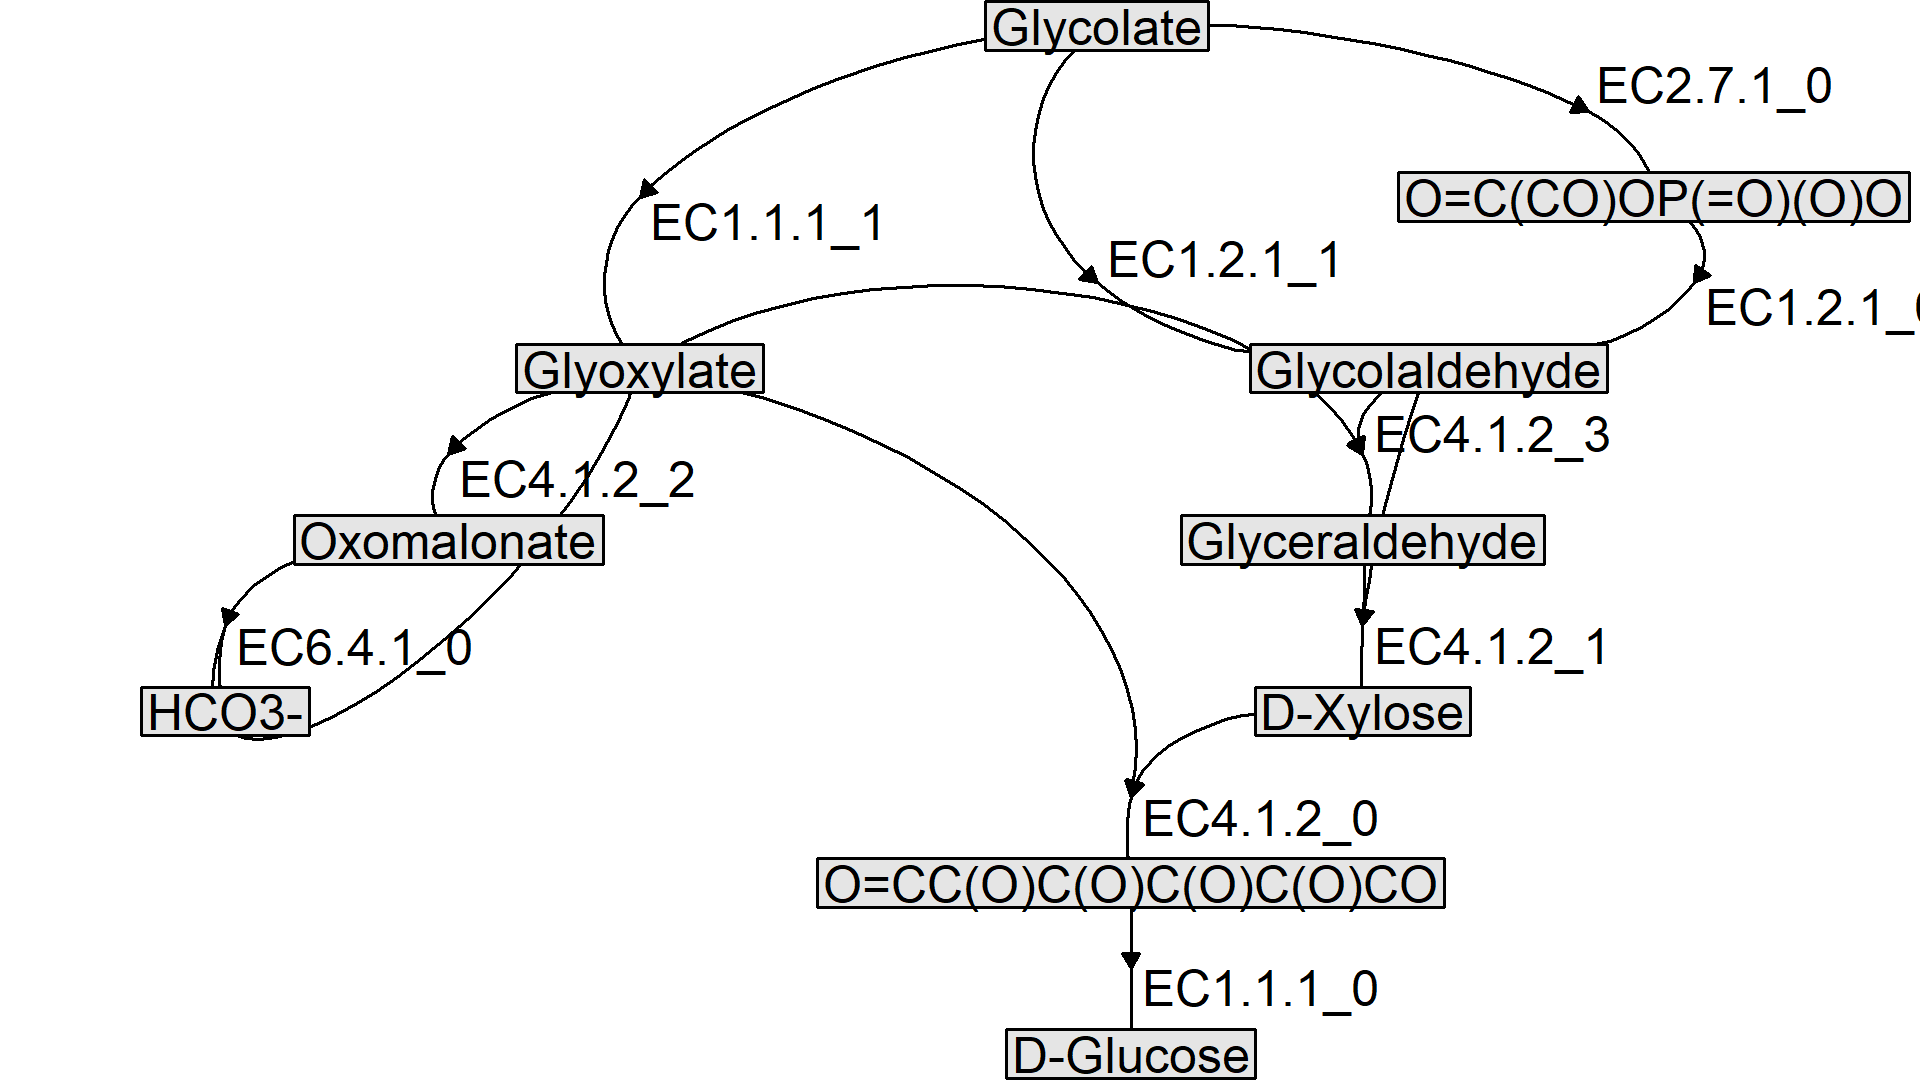 Glycolate
EC2.7.1_0
O=C(CO)OP(=O)(O)O
EC1.1.1_1
EC1.2.1_1
EC1.2.1_
Glyoxylate
Glycolaldehyde
EC4.1.2_3
EC4.1.2_2
Oxomalonate
Glyceraldehyde
EC6.4.1_0
EC4.1.2_1
HCO3-
D-Xylose
EC4.1.2_0
O=CC(O)C(O)C(O)C(O)CO
EC1.1.1_0
D-Glucose